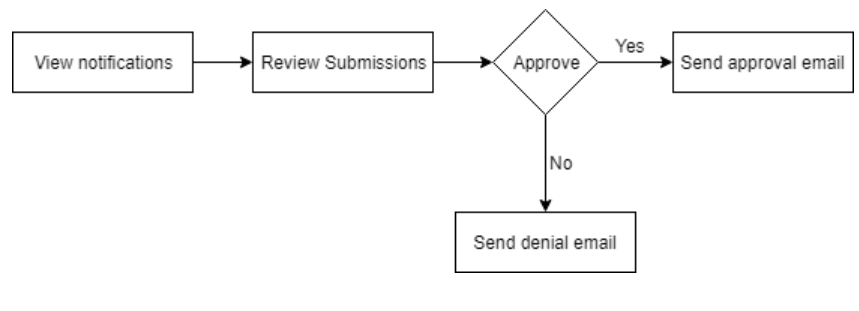 View notifications
Review Submissions
Approve
Yes
Send approval email
No
Send denial email